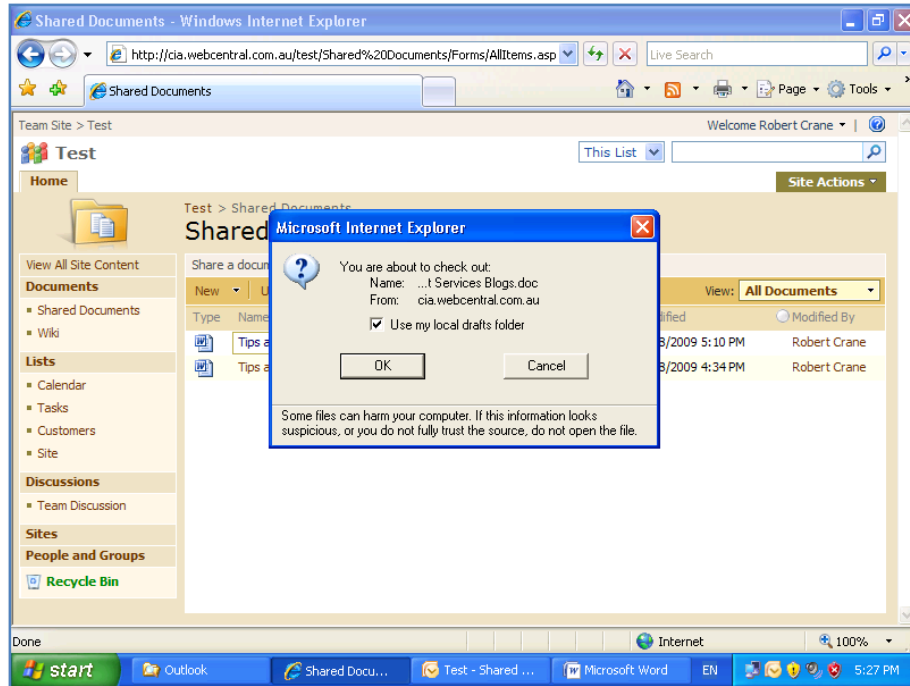 Shared Documents - Windows Internet Explorer
http://cia.webcentral.com.au/test/Shared%20Documents/Forms/AllItems.asp
Live Search
Shared Documents
Page
Tools
Team Site > Test
Welcome Robert Crane
Test
This List
Home
Site Actions
Test > Shared Documents
Shared
View All Site Content
Documents
Shared Documents
Wiki
Lists
Calendar
Tasks
Customers
Site
Discussions
Team Discussion
Sites
People and Groups
Recycle Bin
Share a docum
New
View: All Documents
Type Name
Modified By
Tips a
/2009 5:10 PM Robert Crane
Tips a
/2009 4:34 PM Robert Crane
Microsoft Internet Explorer
You are about to check out:
Name: ...t Services Blogs.doc
From: cia.webcentral.com.au
Use my local drafts folder
OK Cancel
Some files can harm your computer. If this information looks
suspicious, or you do not fully trust the source, do not open the file.
Done
Internet
100%
start
Outlook
Shared Docu...
Test - Shared ...
Microsoft Word
EN
5:27 PM